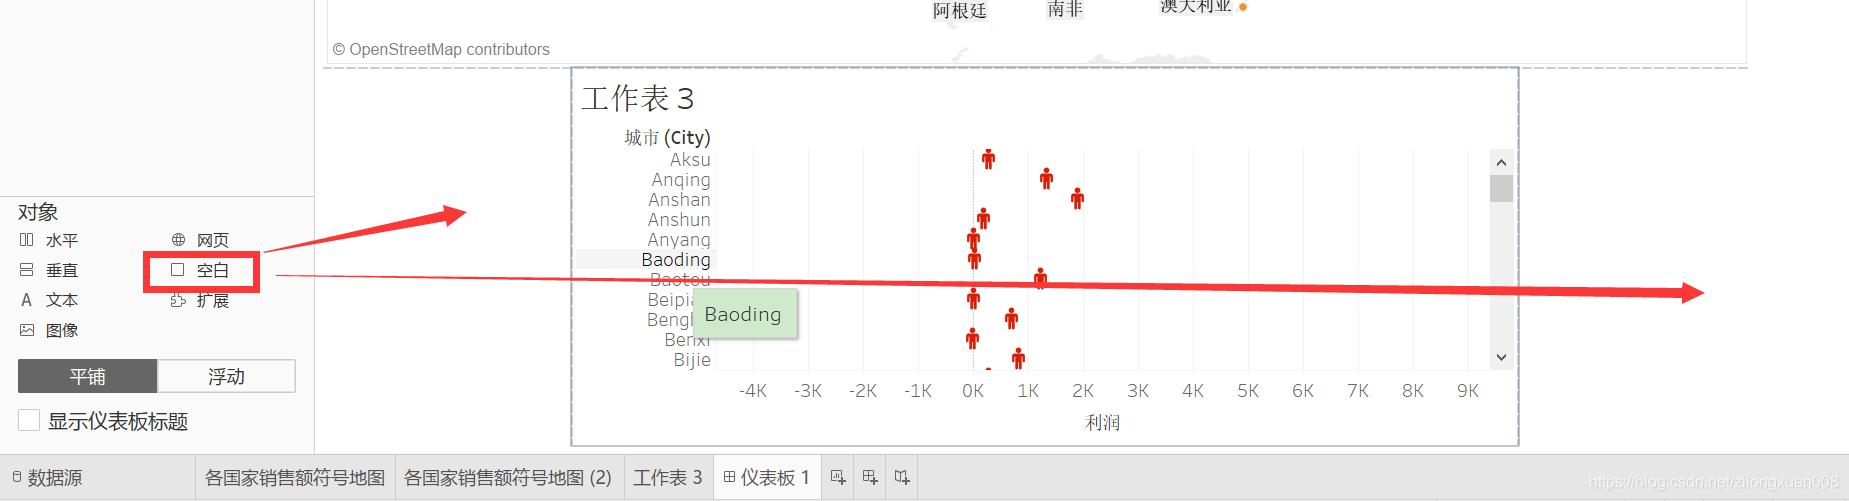 阿根廷 南非 澳大利亚
© OpenStreetMap contributors
工作表 3
城市 (City)
Aksu
Anqing
Anshan
Anshun
Anyang
Baoding
Baotou
Benxi
Bijie
Baoding
-4K -3K -2K -1K 0K 1K 2K 3K 4K 5K 6K 7K 8K 9K
利润
对象
水平 网页
垂直 空白
A 文本 扩展
图像
平铺 浮动
显示仪表板标题
数据源 各国家销售额符号地图 各国家销售额符号地图 (2) 工作表 3 仪表板 1
https://blog.csdn.net/zilongxuan008